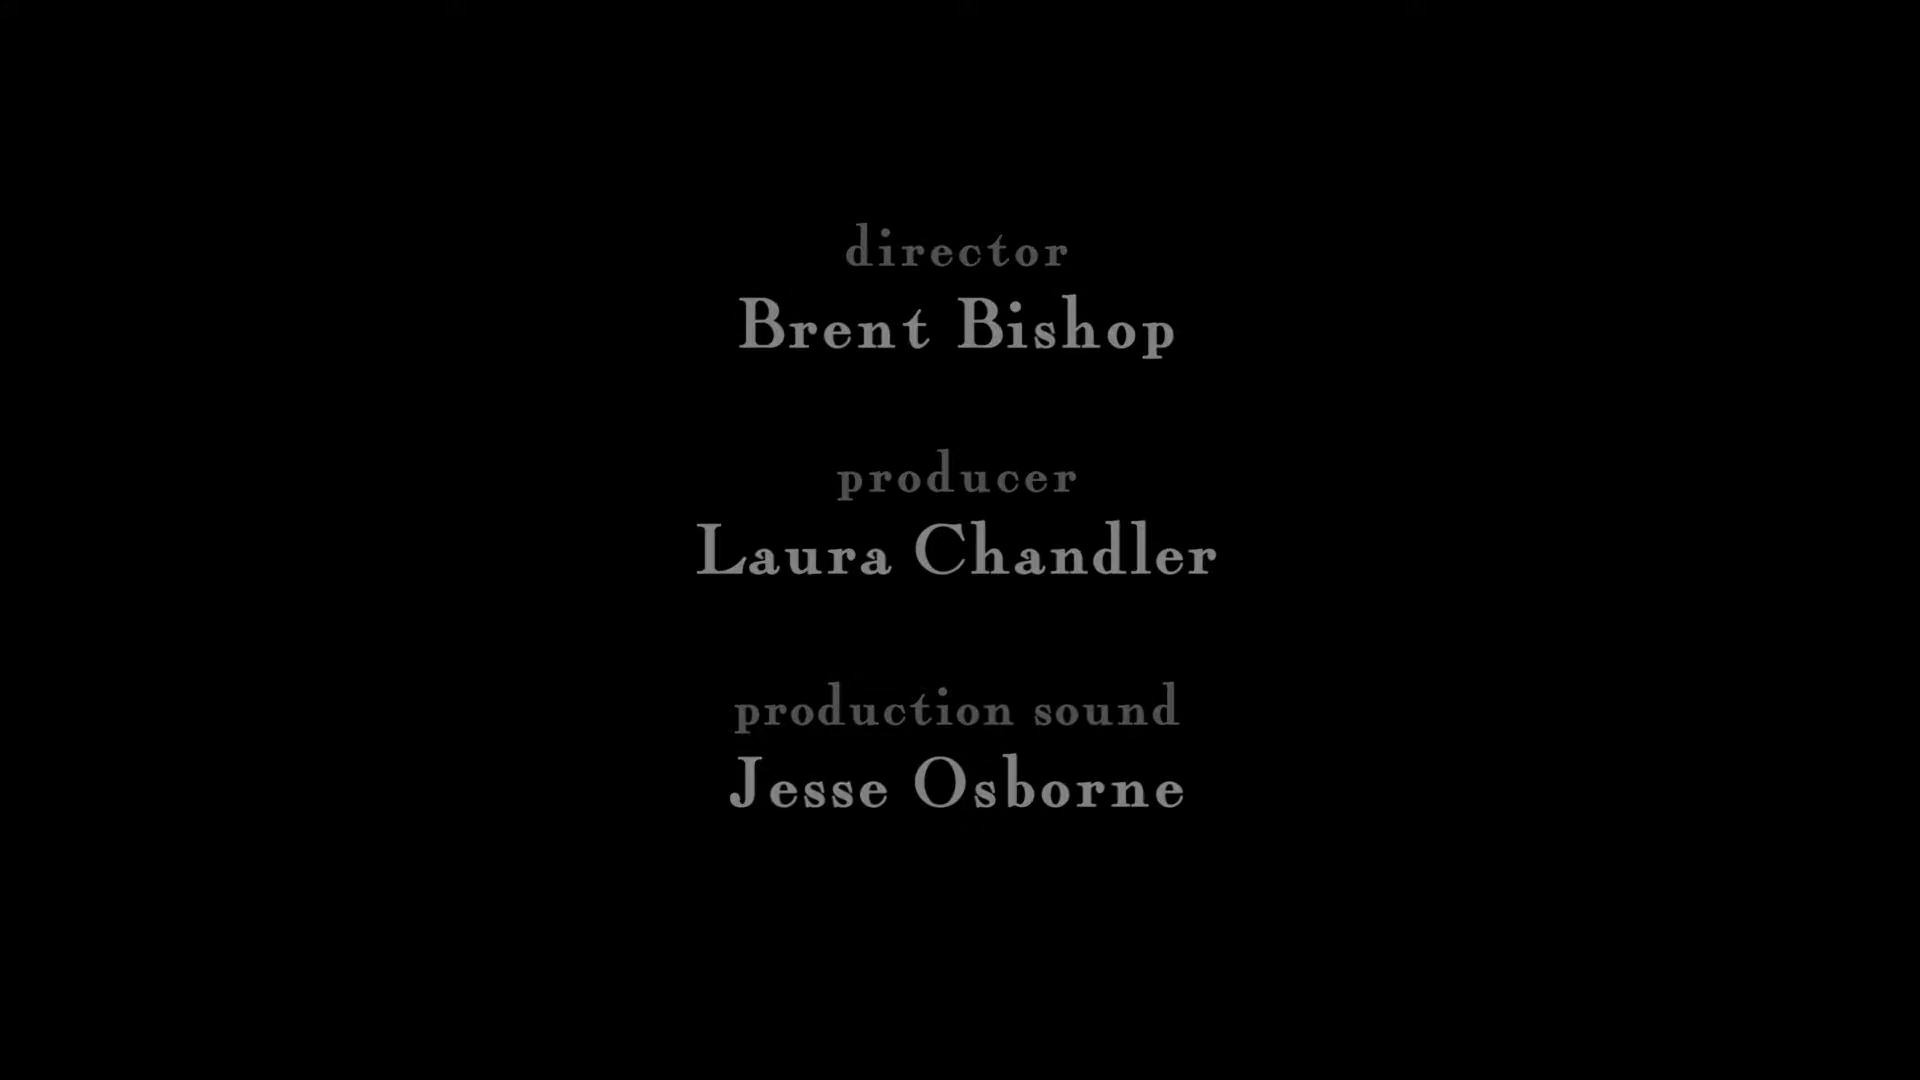 director
Brent Bishop
producer
Laura Chandler
production sound
Jesse Osborne